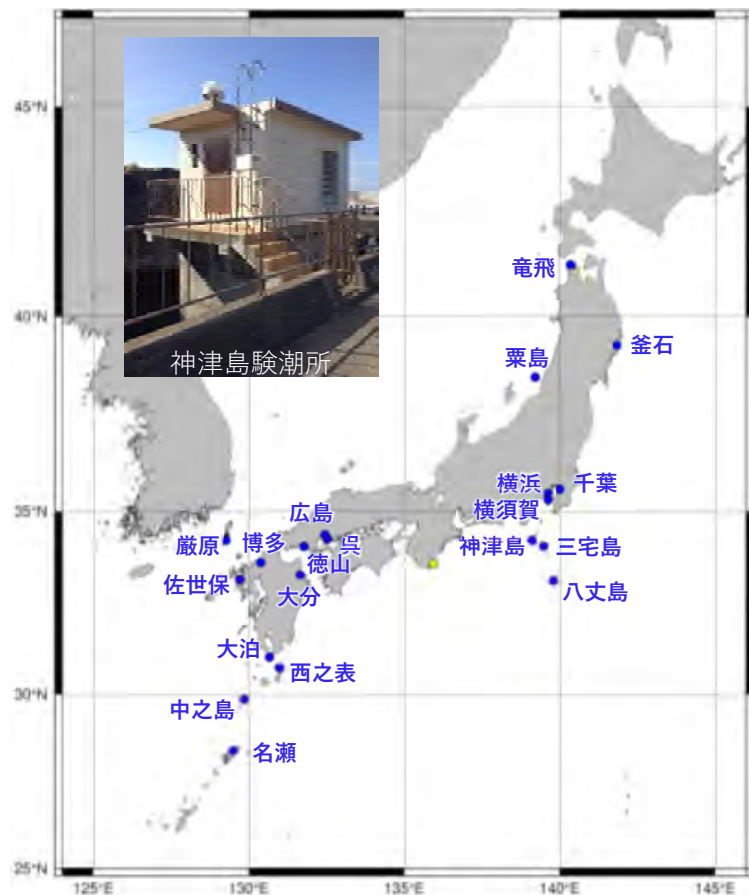 神津島験潮所
45°N
竜飛
40°N
釜石
粟島
横浜
千葉
35°N
横須賀
広島
厳原
博多
呉
神津島
三宅島
徳山
佐世保
大分
八丈島
大泊
西之表
30°N
中之島
名瀬
25°N
125°E
130°E
135°E
140°E
145°E